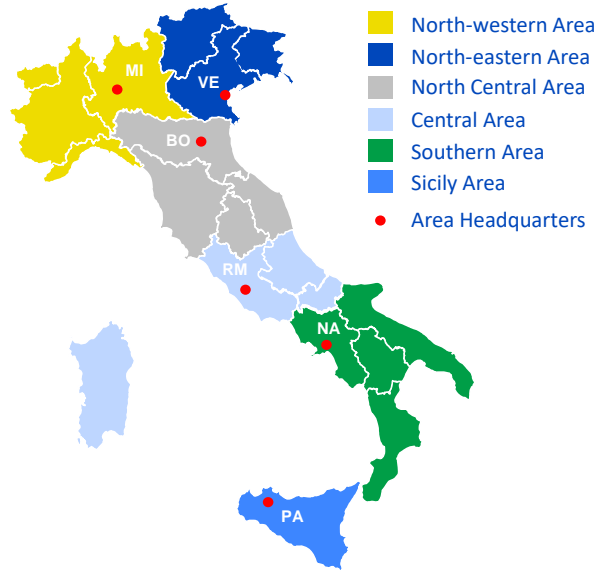 North-western Area
North-eastern Area
North Central Area
Central Area
Southern Area
Sicily Area
Area Headquarters
MI
VE
BO
RM
NA
PA